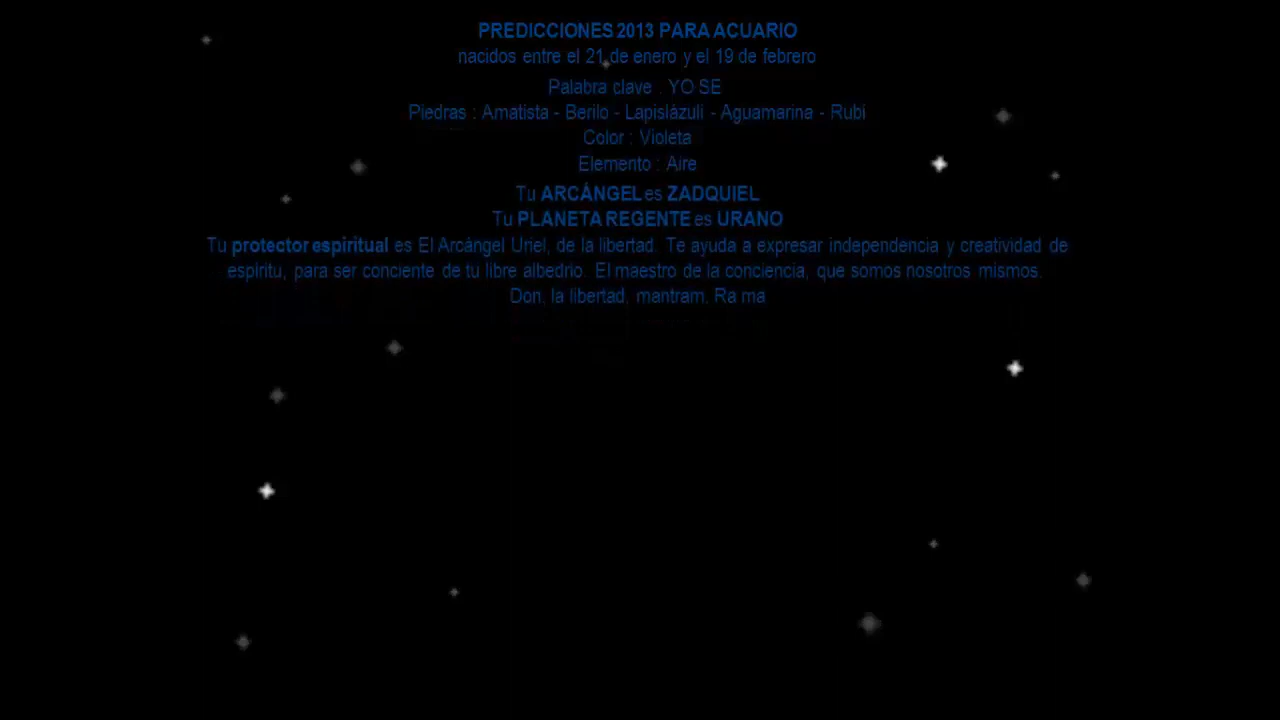 PREDICCIONES 2013 PARA ACUARIO
nacidos entre el 21 de enero y el 19 de febrero
Palabra clave : YO SE
Piedras : Amatista - Berilo - Lapislázuli - Aguamarina - Rubí
Color : Violeta
Elemento : Aire
Tu ARCÁNGEL es ZADQUIEL
Tu PLANETA REGENTE es URANO
Tu protector espiritual es El Arcángel Uriel, de la libertad. Te ayuda a expresar independencia y creatividad de
espíritu, para ser conciente de tu libre albedrío. El maestro de la conciencia, que somos nosotros mismos.
Don, la libertad, mantram, Ra ma